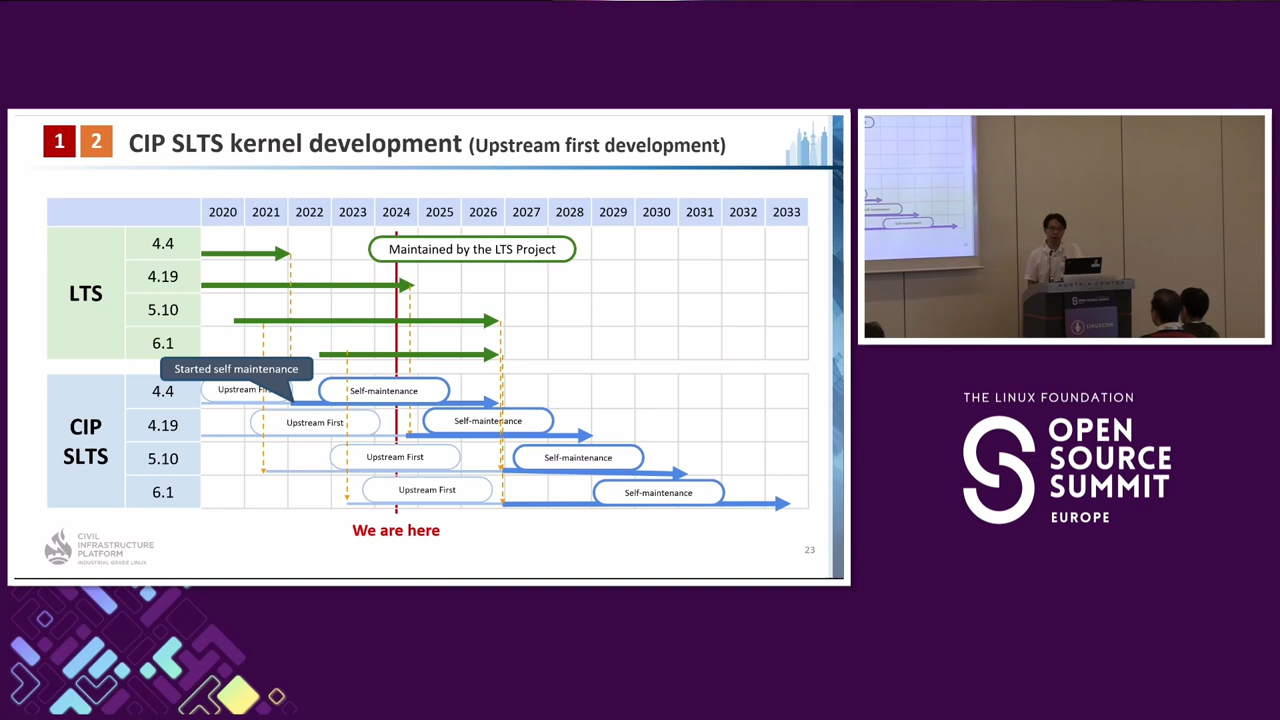 1 2 CIP SLTS kernel development (Upstream first development)
2020 2021 2022 2023 2024 2025 2026 2027 2028 2029 2030 2031 2032 2033
LTS
4.4
Maintained by the LTS Project
4.19
5.10
6.1
Started self maintenance
CIP
SLTS
4.4
Upstream
Self-maintenance
4.19
Upstream First
Self-maintenance
5.10
Upstream First
Self-maintenance
6.1
Upstream First
Self-maintenance
We are here
CIVIL
INFRASTRUCTURE
PLATFORM
INDUSTRIAL GRADE LINUX
23
LINUXCON
THE LINUX FOUNDATION
OPEN
SOURCE
SUMMIT
EUROPE